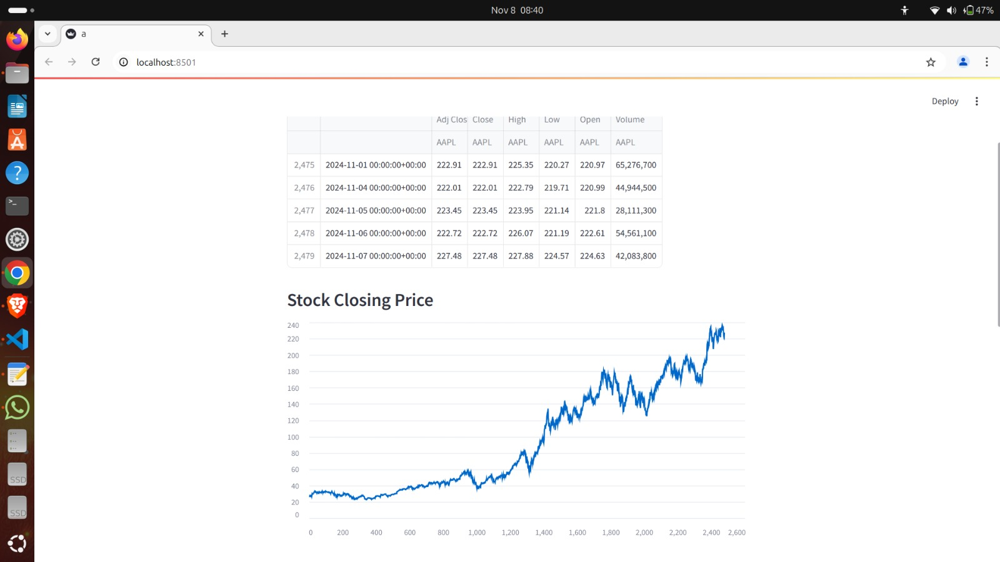 Nov 8 08:40
47%
a
localhost:8501
Deploy
Adj Clos Close High Low Open Volume
AAPL AAPL AAPL AAPL AAPL AAPL
2,475 2024-11-01 00:00:00+00:00 222.91 222.91 225.35 220.27 220.97 65,276,700
2,476 2024-11-04 00:00:00+00:00 222.01 222.01 222.79 219.71 220.99 44,944,500
2,477 2024-11-05 00:00:00+00:00 223.45 223.45 223.95 221.14 221.8 28,111,300
2,478 2024-11-06 00:00:00+00:00 222.72 222.72 226.07 221.19 222.61 54,561,100
2,479 2024-11-07 00:00:00+00:00 227.48 227.48 227.88 224.57 224.63 42,083,800
Stock Closing Price
240
220
200
180
160
140
120
100
80
60
40
20
0
0 200 400 600 800 1,000 1,200 1,400 1,600 1,800 2,000 2,200 2,400 2,600
SSD
SSD